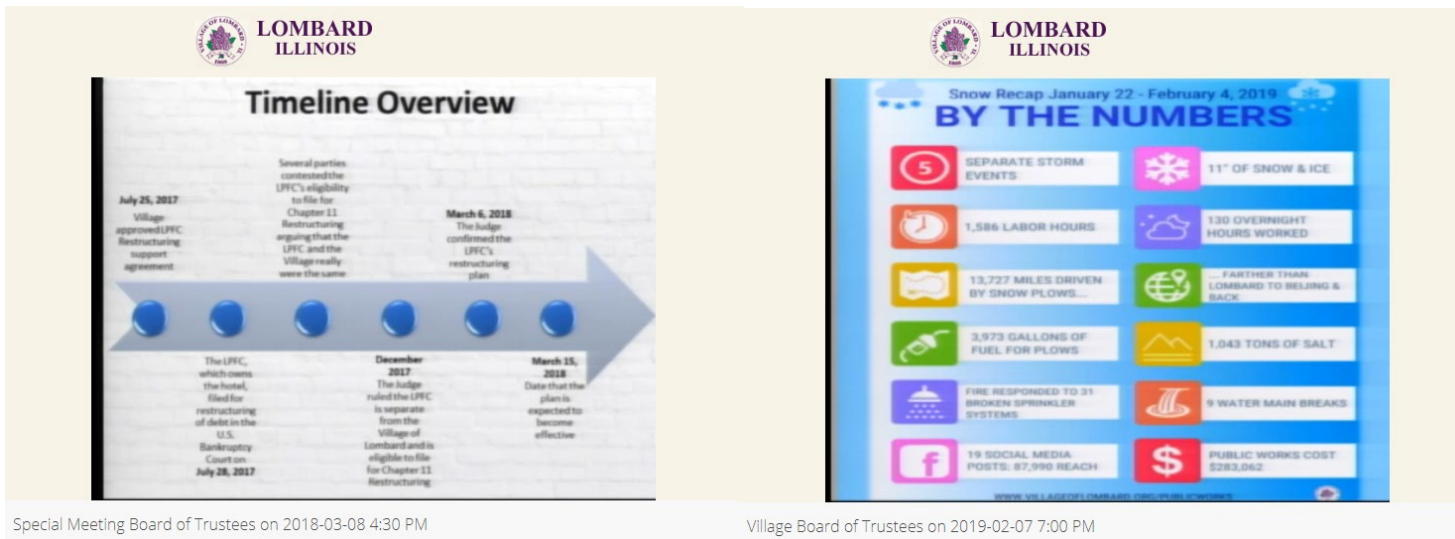 LOMBARD
ILLINOIS
Timeline Overview
July 25, 2017
Village
approved LPFC
Restructuring
support
agreement
Several parties
contested the
LPFC's eligibility
to file for
Chapter 11
Restructuring
arguing that the
LPFC and the
Village really
were the same
March 6, 2018
The Judge
confirmed the
LPFC's
restructuring
plan
The LPFC,
which owns
the hotel,
filed for
restructuring
of debt in the
U.S.
Bankruptcy
Court on
July 28, 2017
December
2017
The Judge
ruled the LPFC
is separate
from the
Village of
Lombard and is
eligible to file
for Chapter 11
Restructuring
March 15,
2018
Date that the
plan is
expected to
become
effective
Special Meeting Board of Trustees on 2018-03-08 4:30 PM
LOMBARD
ILLINOIS
Snow Recap January 22 - February 4, 2019
BY THE NUMBERS
5
SEPARATE STORM
EVENTS
11" OF SNOW & ICE
1,586 LABOR HOURS
130 OVERNIGHT
HOURS WORKED
13,727 MILES DRIVEN
BY SNOW PLOWS...
... FARTHER THAN
LOMBARD TO BEIJING &
BACK
3,973 GALLONS OF
FUEL FOR PLOWS
1,043 TONS OF SALT
FIRE RESPONDED TO 31
BROKEN SPRINKLER
SYSTEMS
9 WATER MAIN BREAKS
f
19 SOCIAL MEDIA
POSTS: 87,990 REACH
$
PUBLIC WORKS COST
$283,062
WWW.VILLAGEOFLOMBARD.ORG/PUBLICWORKS
Village Board of Trustees on 2019-02-07 7:00 PM